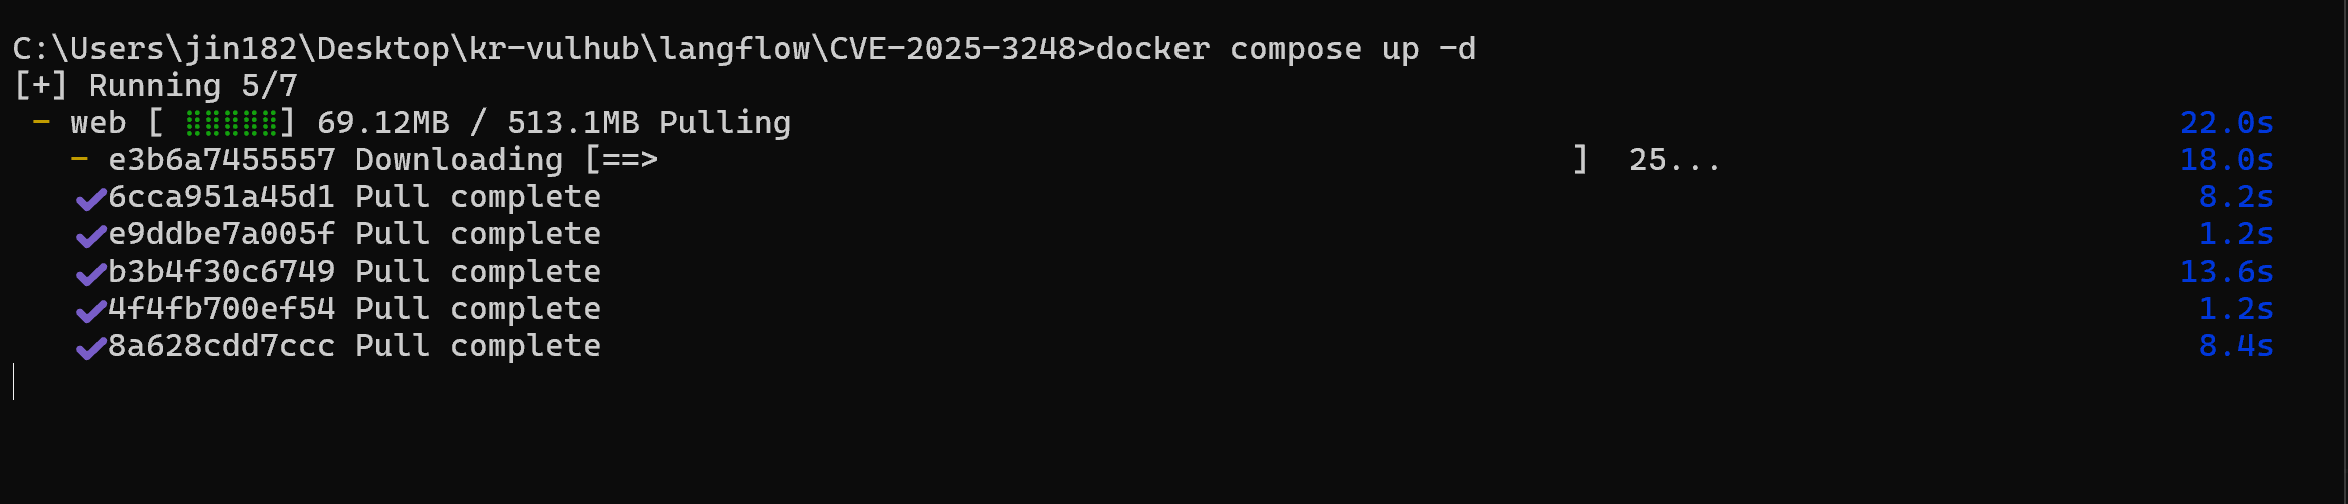 C:\Users\jin182\Desktop\kr-vulhub\langflow\CVE-2025-3248>docker compose up -d
[+] Running 5/7
- web [ ⣿⣿⣿⣿⣿] 69.12MB / 513.1MB Pulling 22.0s
- e3b6a7455557 Downloading [==> ] 25... 18.0s
✔6cca951a45d1 Pull complete 8.2s
✔e9ddbe7a005f Pull complete 1.2s
✔b3b4f30c6749 Pull complete 13.6s
✔4f4fb700ef54 Pull complete 1.2s
✔8a628cdd7ccc Pull complete 8.4s